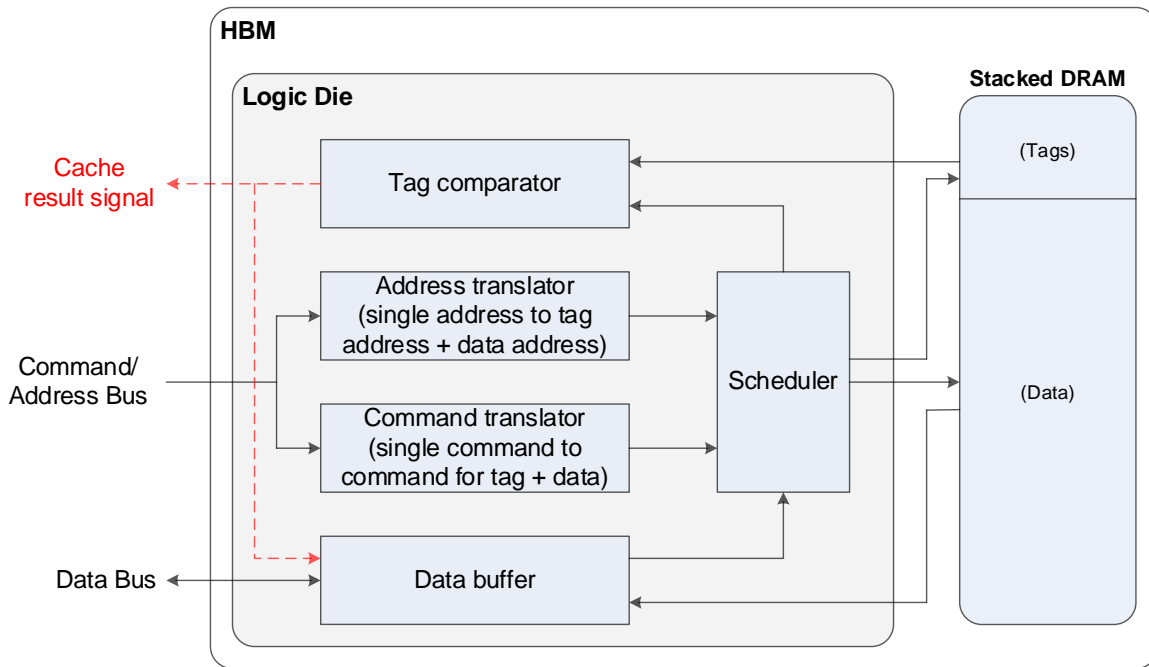 HBM
Logic Die
Stacked DRAM
Cache
result signal
Tag comparator
(Tags)
Address translator
(single address to tag
address + data address)
Command/
Address Bus
Scheduler
(Data)
Command translator
(single command to
command for tag + data)
Data Bus
Data buffer